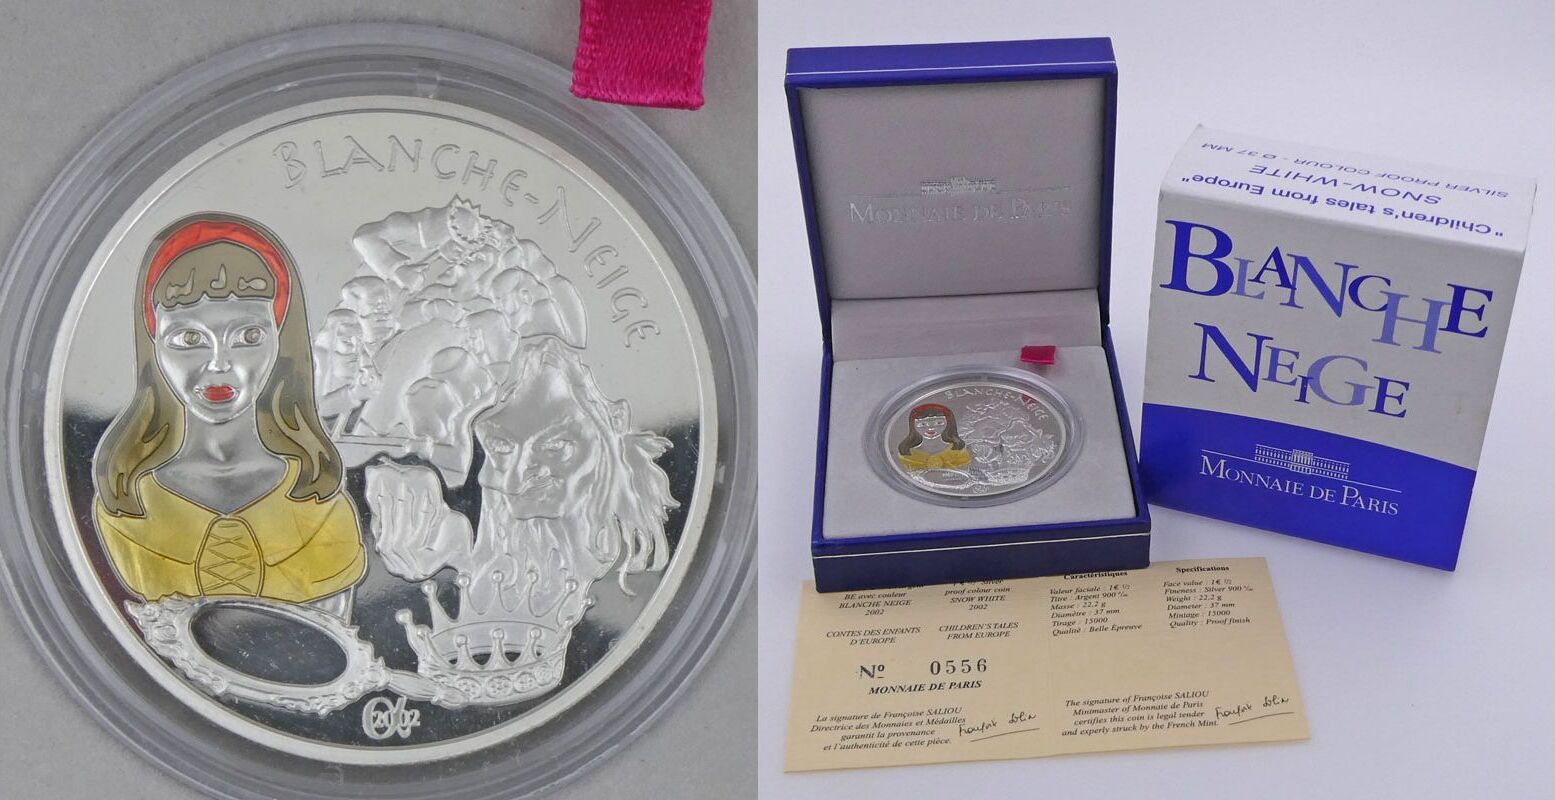 BLANCHE-NEIGE
2002
MONNAIE DE PARIS
BLANCHE-NEIGE
"Children's tales from Europe"
SNOW-WHITE
SILVER PROOF COLOUR - Ø 37 MM
BLANCHE
NEIGE
MONNAIE DE PARIS
BE avec couleur
BLANCHE NEIGE
2002
CONTES DES ENFANTS
D'EUROPE
proof colour coin
SNOW WHITE
2002
CHILDREN'S TALES
FROM EUROPE
Nº 0556
MONNAIE DE PARIS
La signature de Françoise SALIOU
Directrice des Monnaies et Médailles
garantit la provenance
et l'authenticité de cette pièce.
Caractéristiques
Valeur faciale : 1€ ½
Titre : Argent 900 ‰
Masse : 22,2 g
Diamètre : 37 mm
Tirage : 15000
Qualité : Belle Épreuve
Specifications
Face value : 1€ ½
Fineness : Silver 900 ‰
Weight : 22,2 g
Diameter : 37 mm
Mintage : 15000
Quality : Proof finish
The signature of Françoise SALIOU
Mintmaster of Monnaie de Paris
certifies this coin is legal tender
and experly struck by the French Mint.